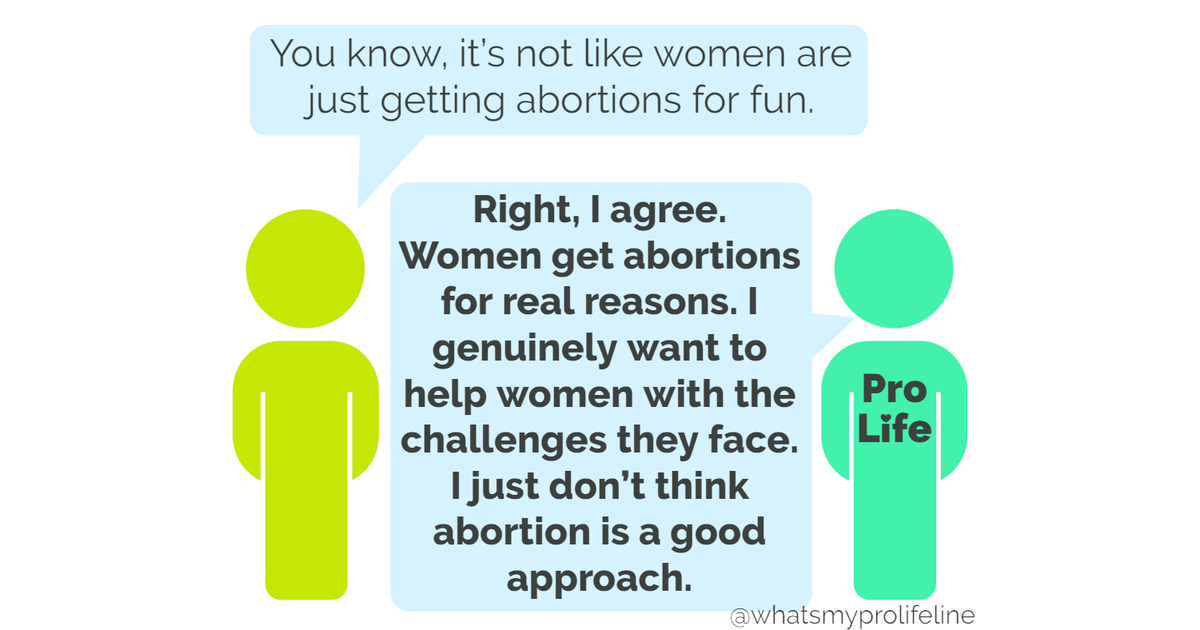 You know, it’s not like women are
just getting abortions for fun.
Right, I agree.
Women get abortions
for real reasons. I
genuinely want to
help women with the
challenges they face.
I just don’t think
abortion is a good
approach.
Pro
Life
@whatsmyprolifeline